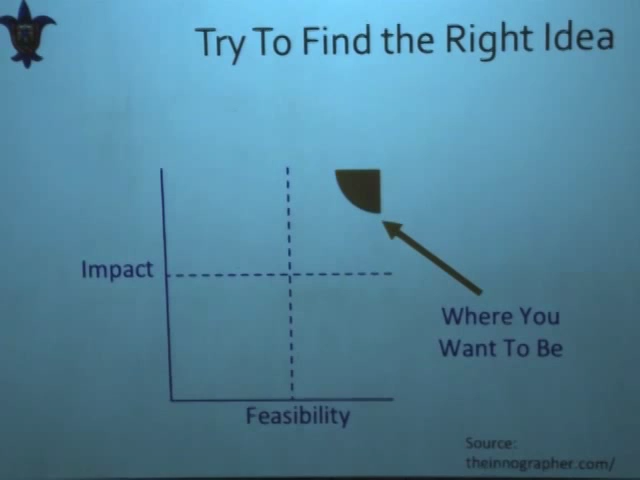 Try To Find the Right Idea
Impact
Where You
Want To Be
Feasibility
Source:
theinnographer.com/